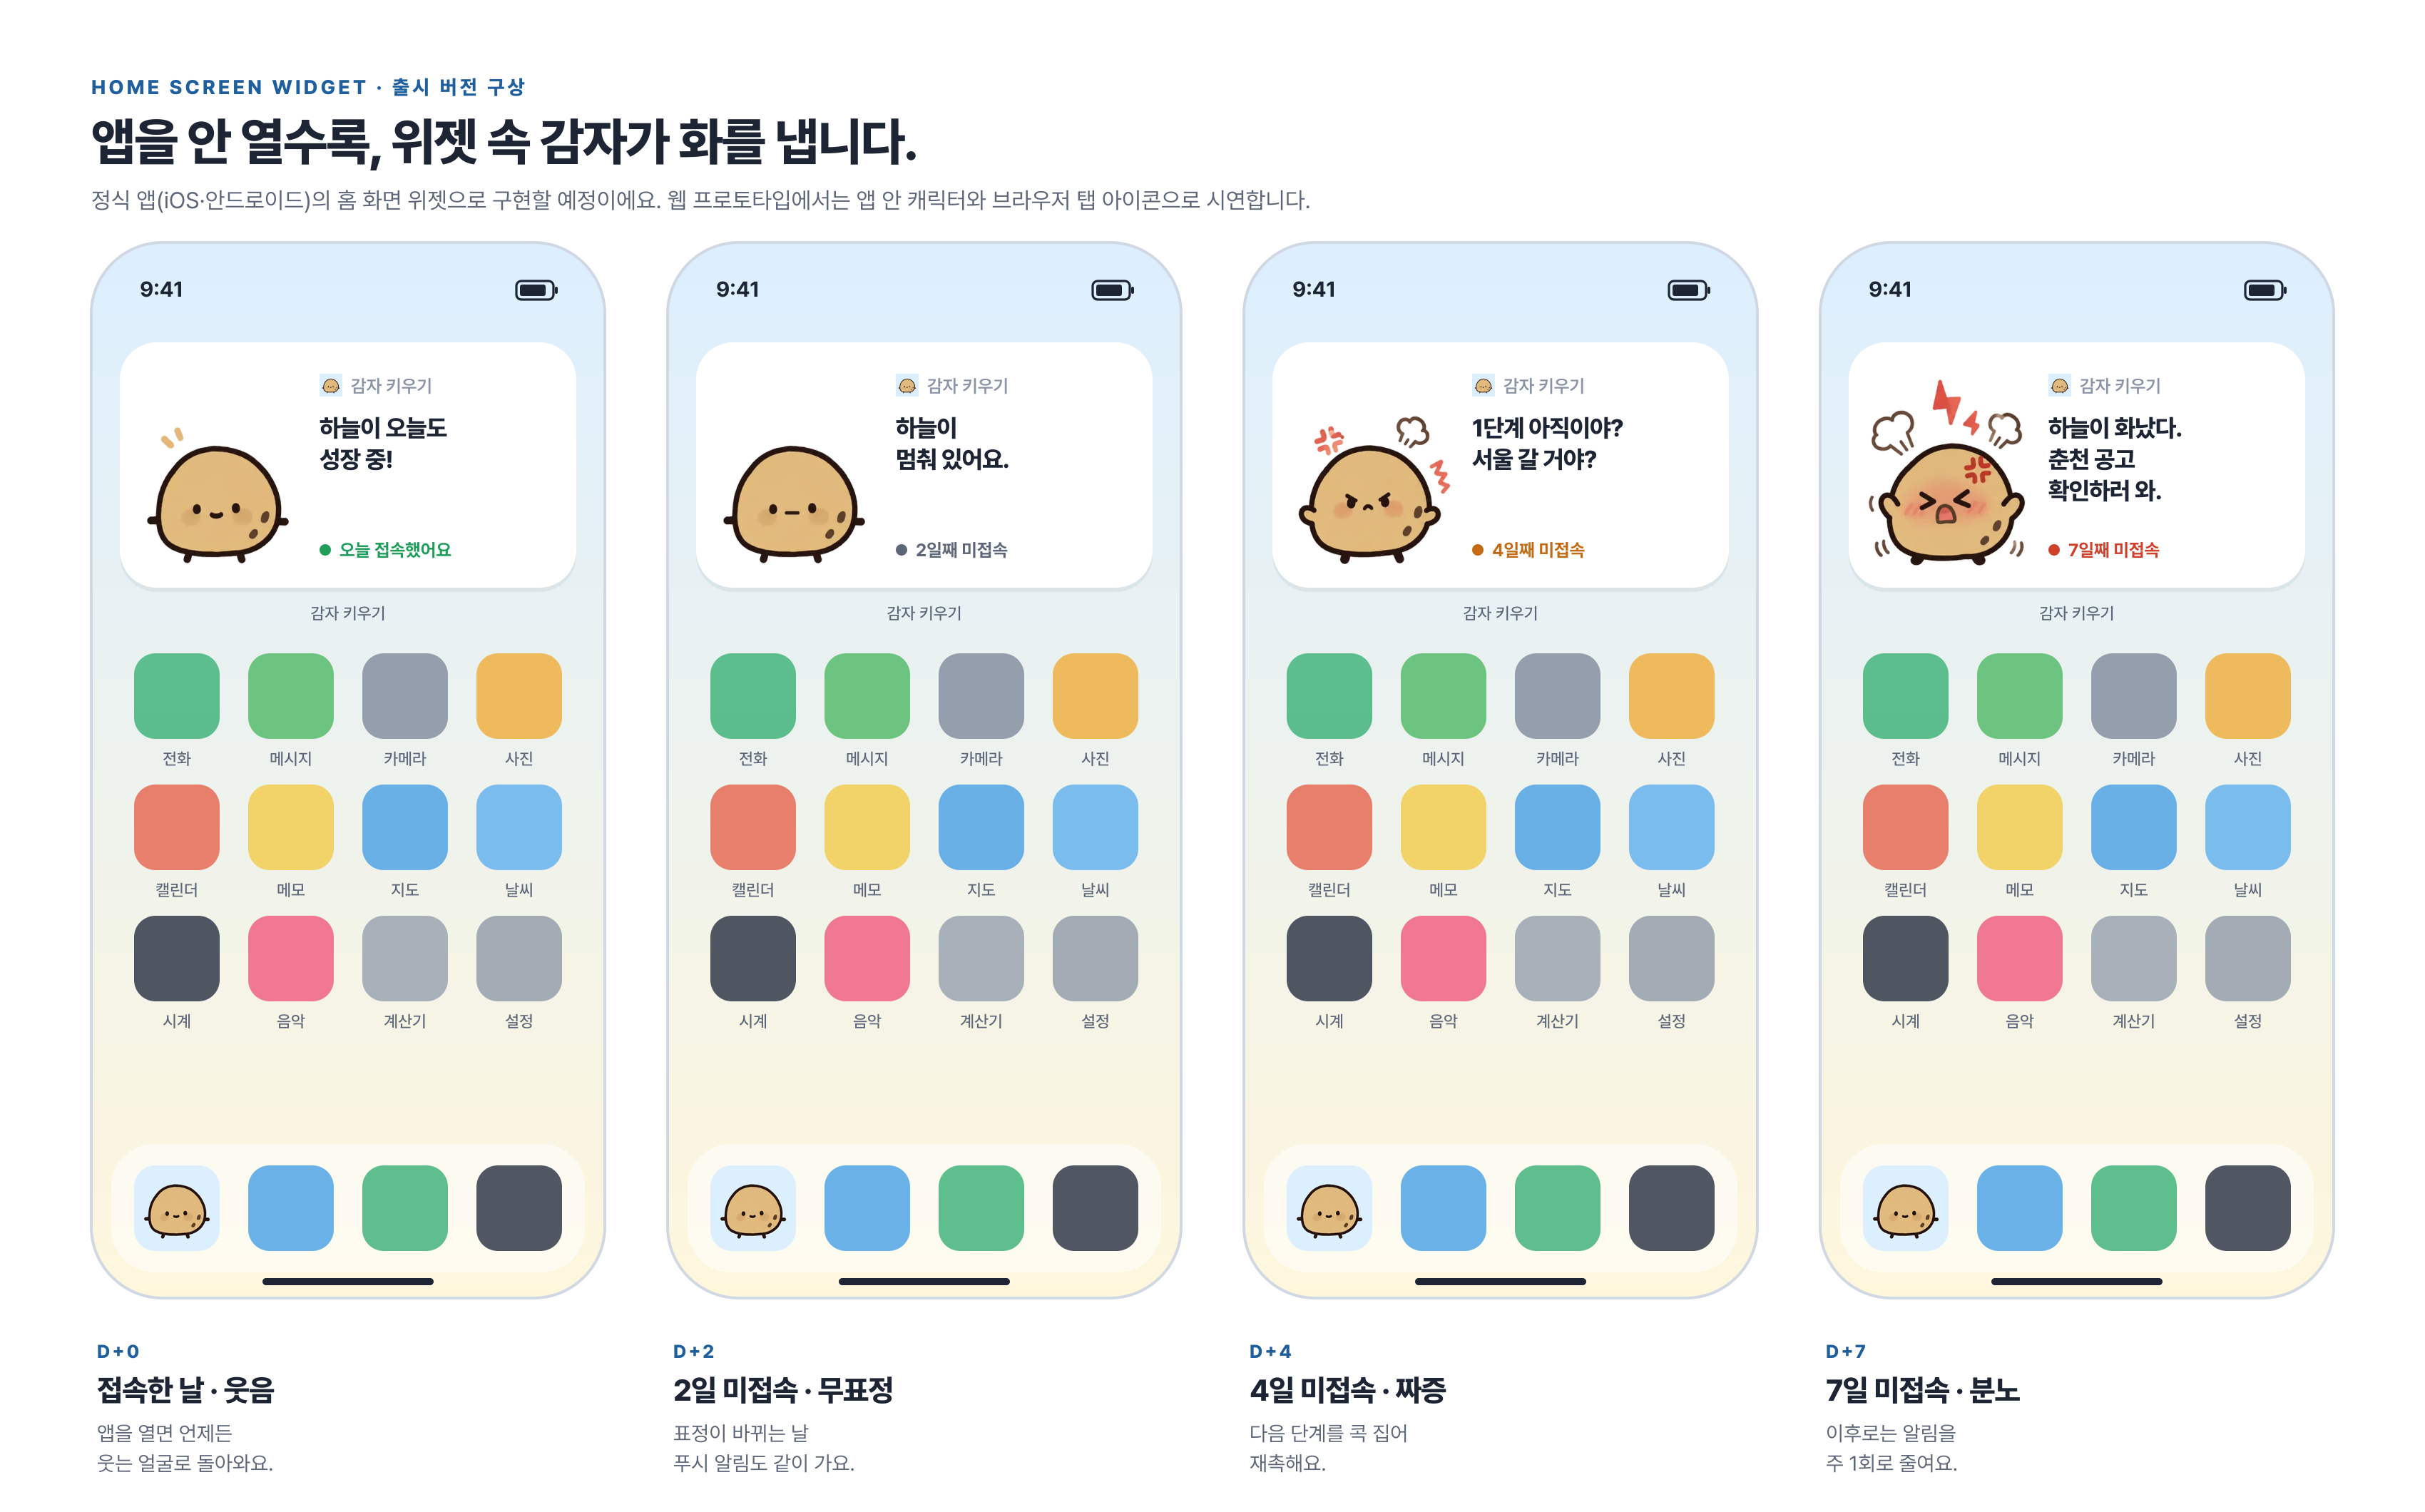 HOME SCREEN WIDGET · 출시 버전 구상
앱을 안 열수록, 위젯 속 감자가 화를 냅니다.
정식 앱(iOS·안드로이드)의 홈 화면 위젯으로 구현할 예정이에요. 웹 프로토타입에서는 앱 안 캐릭터와 브라우저 탭 아이콘으로 시연합니다.
9:41
감자 키우기
하늘이 오늘도
성장 중!
오늘 접속했어요
감자 키우기
전화 메시지 카메라 사진
캘린더 메모 지도 날씨
시계 음악 계산기 설정
D+0
접속한 날 · 웃음
앱을 열면 언제든
웃는 얼굴로 돌아와요.
9:41
감자 키우기
하늘이
멈춰 있어요.
2일째 미접속
감자 키우기
전화 메시지 카메라 사진
캘린더 메모 지도 날씨
시계 음악 계산기 설정
D+2
2일 미접속 · 무표정
표정이 바뀌는 날
푸시 알림도 같이 가요.
9:41
감자 키우기
1단계 아직이야?
서울 갈 거야?
4일째 미접속
감자 키우기
전화 메시지 카메라 사진
캘린더 메모 지도 날씨
시계 음악 계산기 설정
D+4
4일 미접속 · 짜증
다음 단계를 콕 집어
재촉해요.
9:41
감자 키우기
하늘이 화났다.
춘천 공고
확인하러 와.
7일째 미접속
감자 키우기
전화 메시지 카메라 사진
캘린더 메모 지도 날씨
시계 음악 계산기 설정
D+7
7일 미접속 · 분노
이후로는 알림을
주 1회로 줄여요.